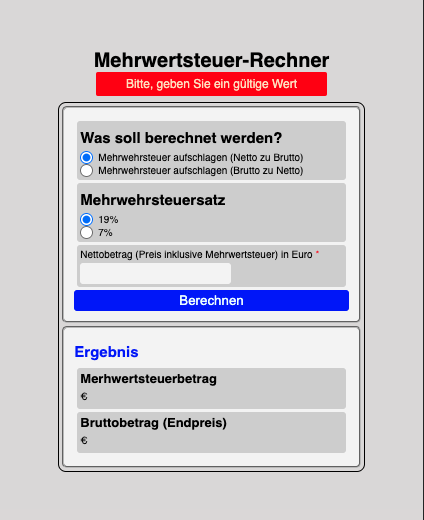 Mehrwertsteuer-Rechner
Bitte, geben Sie ein gültige Wert
Was soll berechnet werden?
Mehrwehrsteuer aufschlagen (Netto zu Brutto)
Mehrwehrsteuer aufschlagen (Brutto zu Netto)
Mehrwehrsteuersatz
19%
7%
Nettobetrag (Preis inklusive Mehrwertsteuer) in Euro *
Berechnen
Ergebnis
Merhwertsteuerbetrag
€
Bruttobetrag (Endpreis)
€